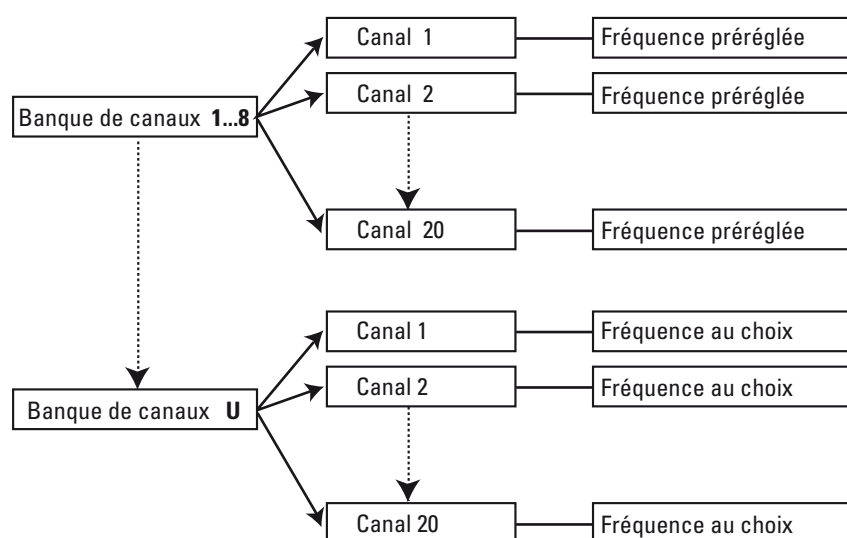 Canal 1
Fréquence préréglée
Canal 2
Fréquence préréglée
Banque de canaux 1...8
Canal 20
Fréquence préréglée
Canal 1
Fréquence au choix
Canal 2
Fréquence au choix
Banque de canaux U
Canal 20
Fréquence au choix